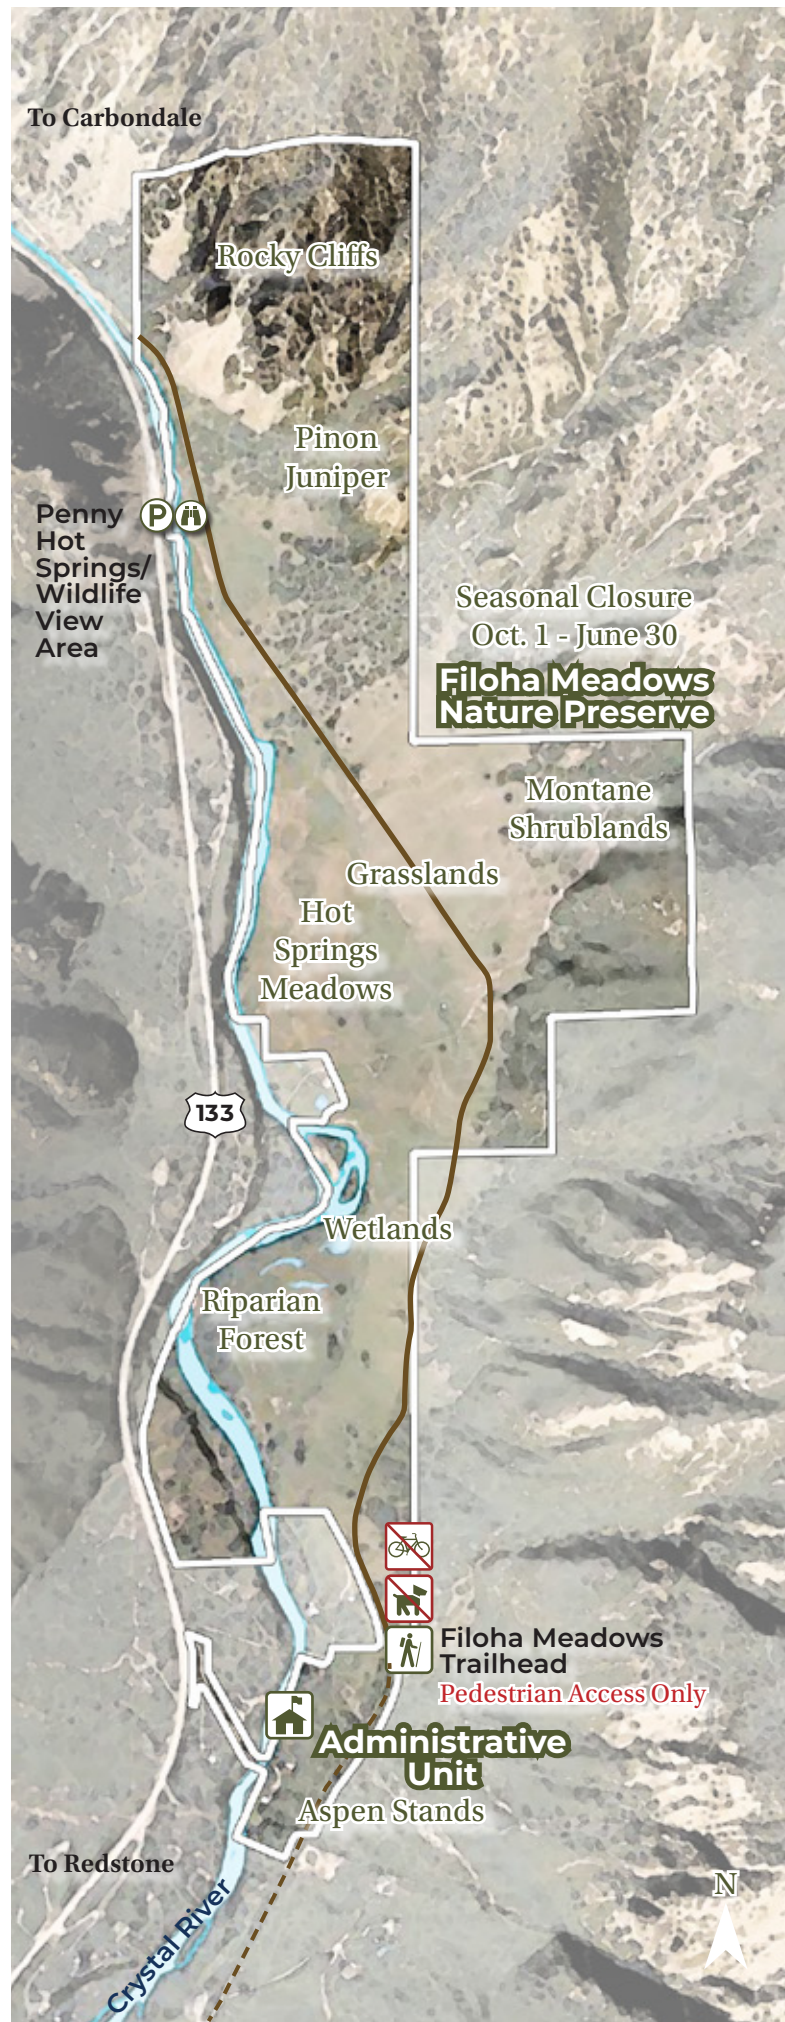 To Carbondale
Rocky Cliffs
Pinon
Juniper
P
Penny
Hot
Springs/
Wildlife
View
Area
Seasonal Closure
Oct. 1 - June 30
Filoha Meadows
Nature Preserve
Montane
Shrublands
Grasslands
Hot
Springs
Meadows
133
Wetlands
Riparian
Forest
Filoha Meadows
Trailhead
Pedestrian Access Only
Administrative
Unit
Aspen Stands
To Redstone
N
Crystal River